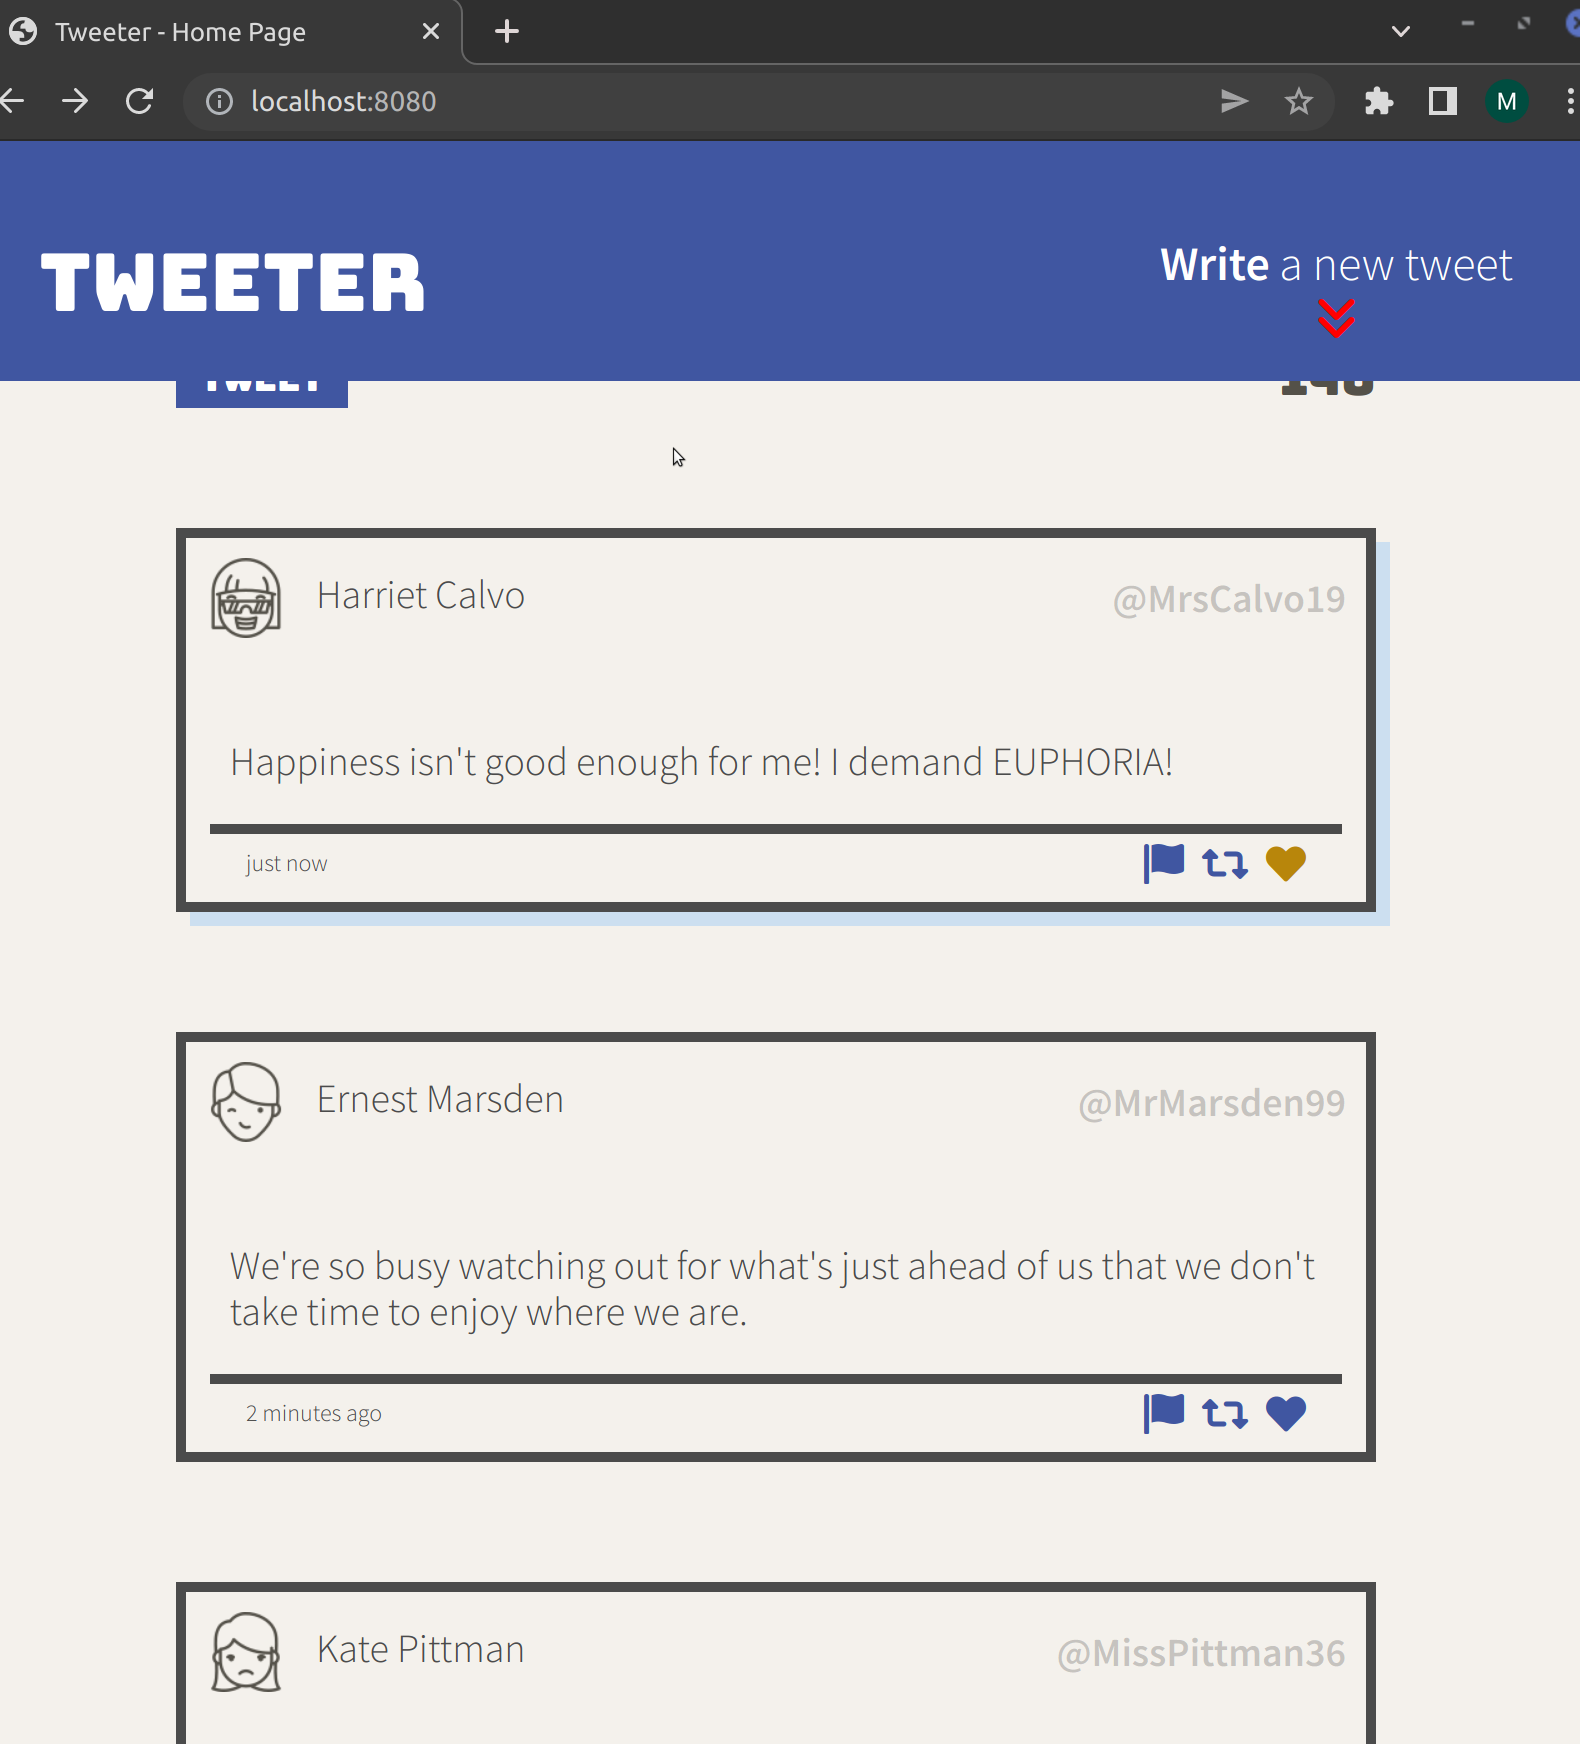 Tweeter - Home Page
localhost:8080
M
TWEETER
Write a new tweet
TWEET
140
Harriet Calvo
@MrsCalvo19
Happiness isn't good enough for me! I demand EUPHORIA!
just now
Ernest Marsden
@MrMarsden99
We're so busy watching out for what's just ahead of us that we don't
take time to enjoy where we are.
2 minutes ago
Kate Pittman
@MissPittman36